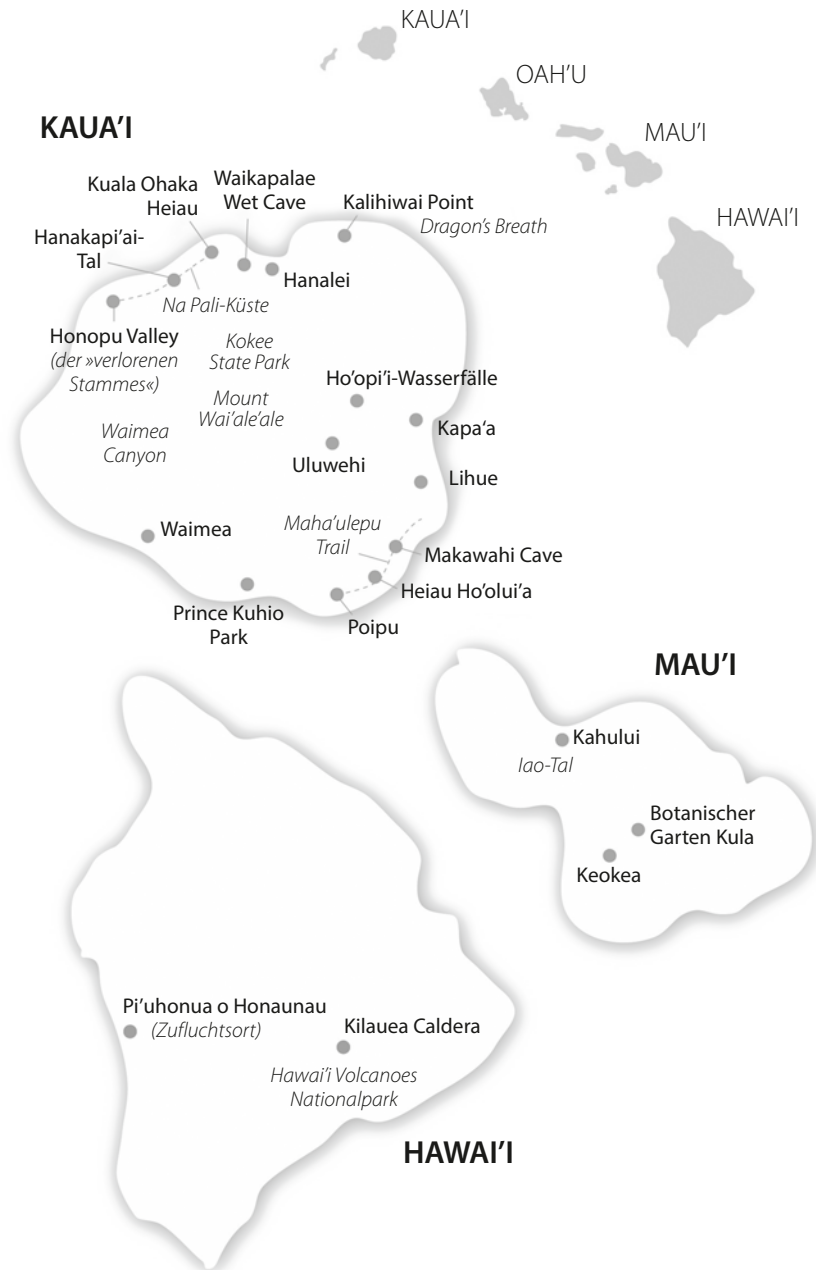 KAUA'I
OAH'U
MAU'I
HAWAI'I
KAUA'I
Kuala Ohaka
Heiau
Waikapalae
Wet Cave
Kalihiwai Point
Dragon's Breath
Hanakapi'ai-
Tal
Hanalei
Na Pali-Küste
Honopu Valley
(der »verlorenen
Stammes«)
Kokee
State Park
Mount
Wai'ale'ale
Waimea
Canyon
Ho'opi'i-Wasserfälle
Kapa'a
Uluwehi
Lihue
Waimea
Maha'ulepu
Trail
Makawahi Cave
Heiau Ho'olui'a
Prince Kuhio
Park
Poipu
MAU'I
Kahului
Iao-Tal
Botanischer
Garten Kula
Keokea
Pi'uhonua o Honaunau
(Zufluchtsort)
Kilauea Caldera
Hawai'i Volcanoes
Nationalpark
HAWAI'I